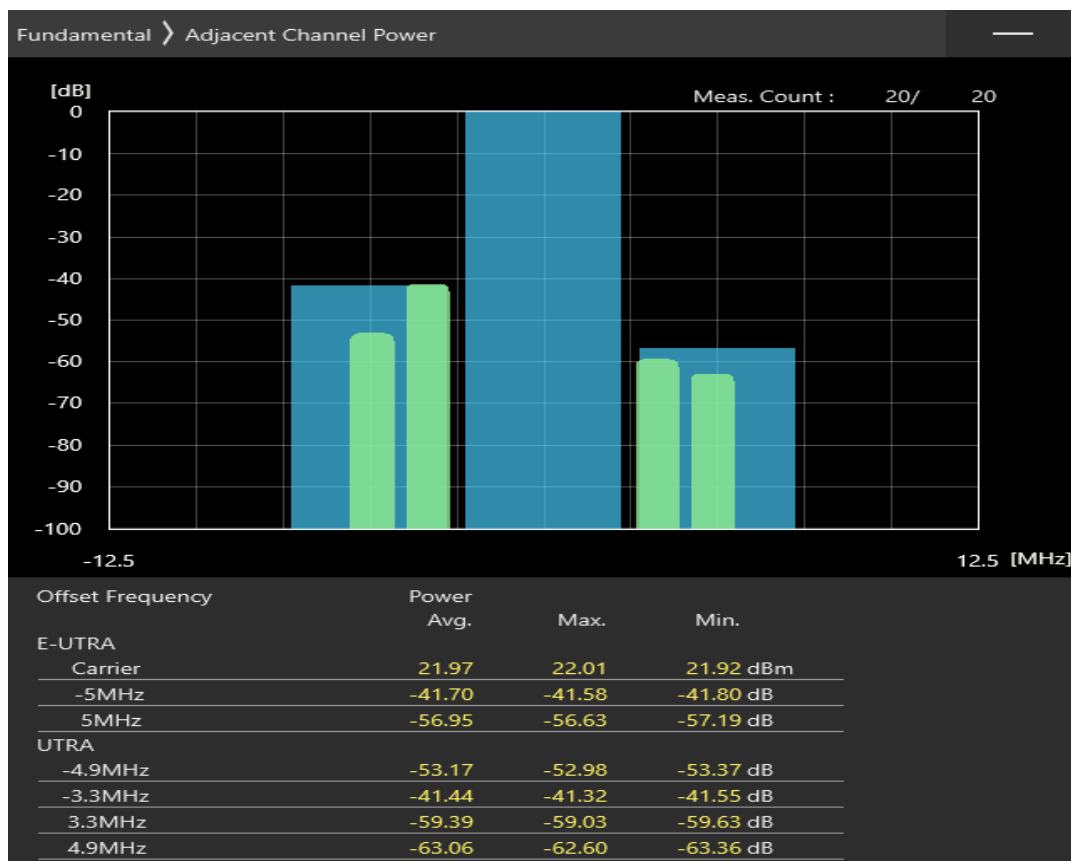 Fundamental ❯ Adjacent Channel Power
[dB]
Meas. Count : 20/ 20
0
-10
-20
-30
-40
-50
-60
-70
-80
-90
-100
-12.5 12.5 [MHz]
Offset Frequency Power
Avg. Max. Min.
E-UTRA
Carrier 21.97 22.01 21.92 dBm
-5MHz -41.70 -41.58 -41.80 dB
5MHz -56.95 -56.63 -57.19 dB
UTRA
-4.9MHz -53.17 -52.98 -53.37 dB
-3.3MHz -41.44 -41.32 -41.55 dB
3.3MHz -59.39 -59.03 -59.63 dB
4.9MHz -63.06 -62.60 -63.36 dB